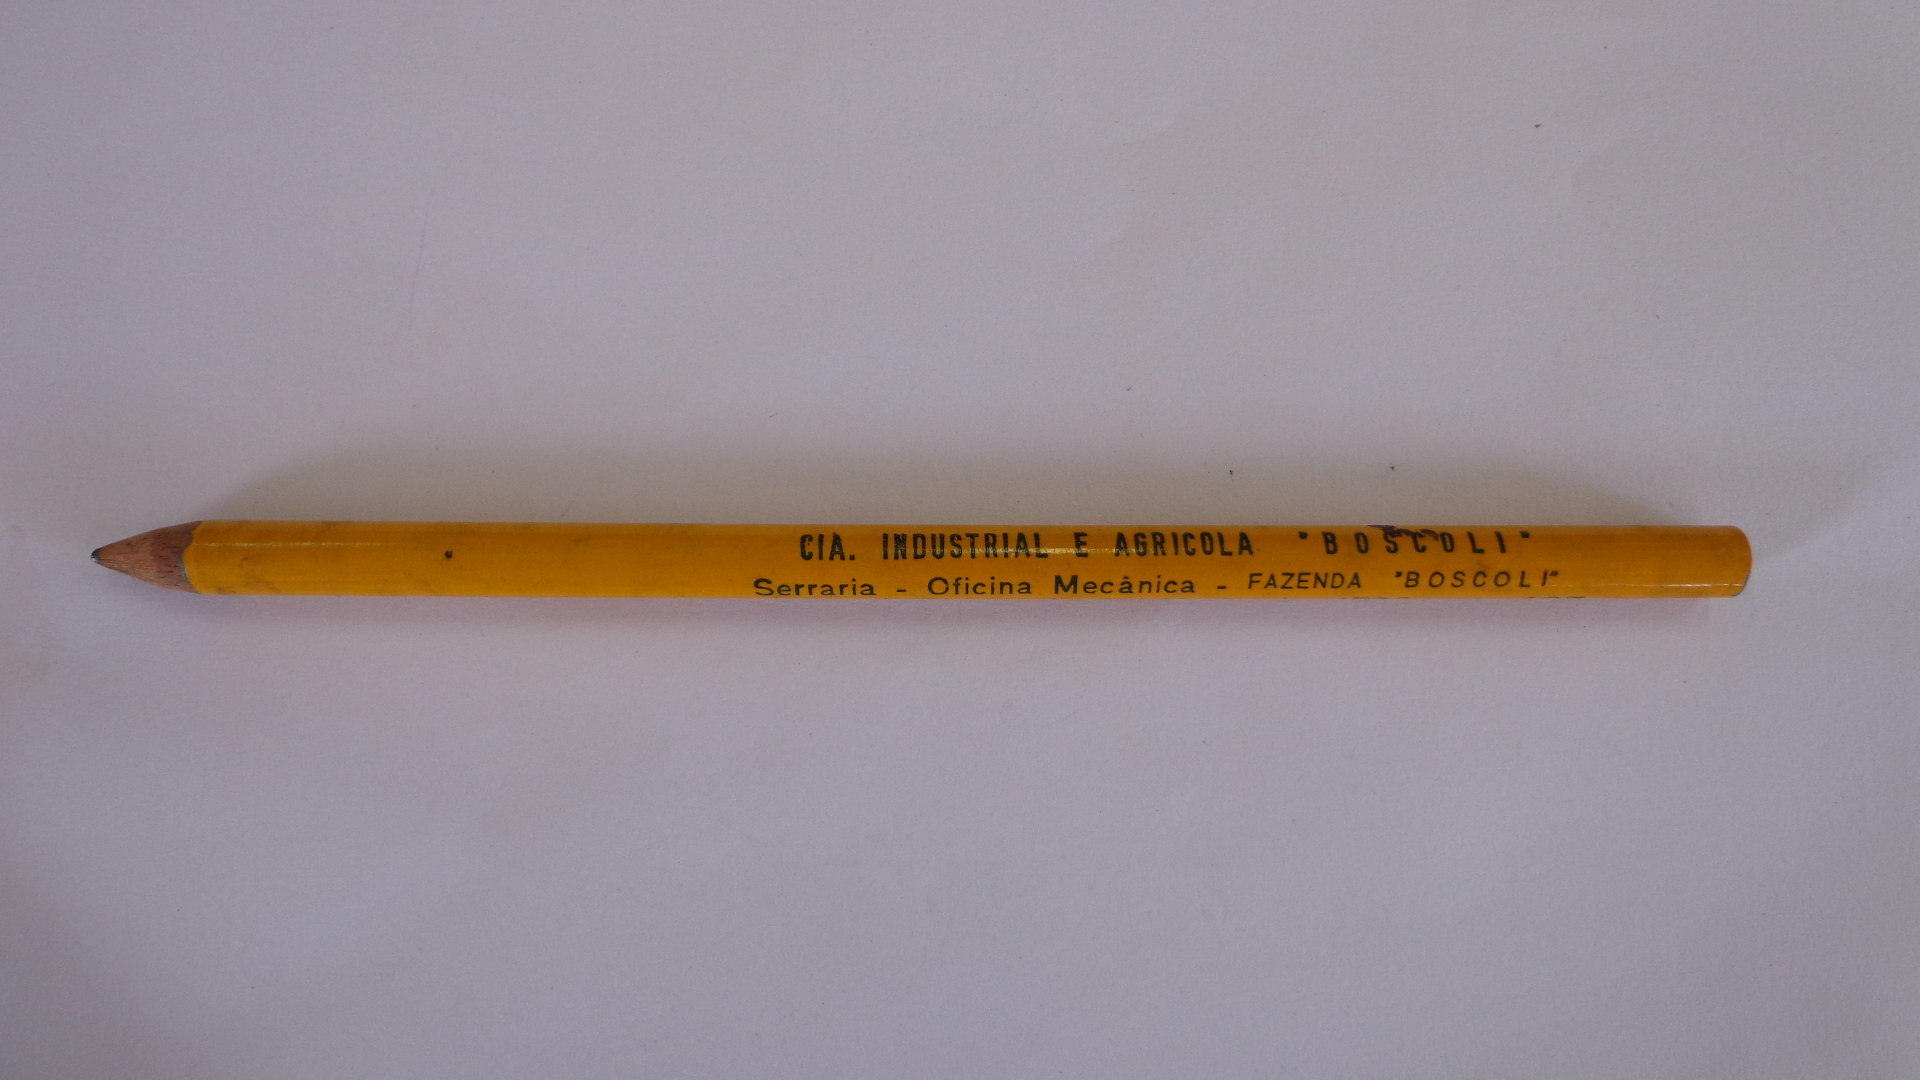 CIA. INDUSTRIAL E AGRICOLA "BOSCOLI"
Serraria - Oficina Mecânica - FAZENDA "BOSCOLI"